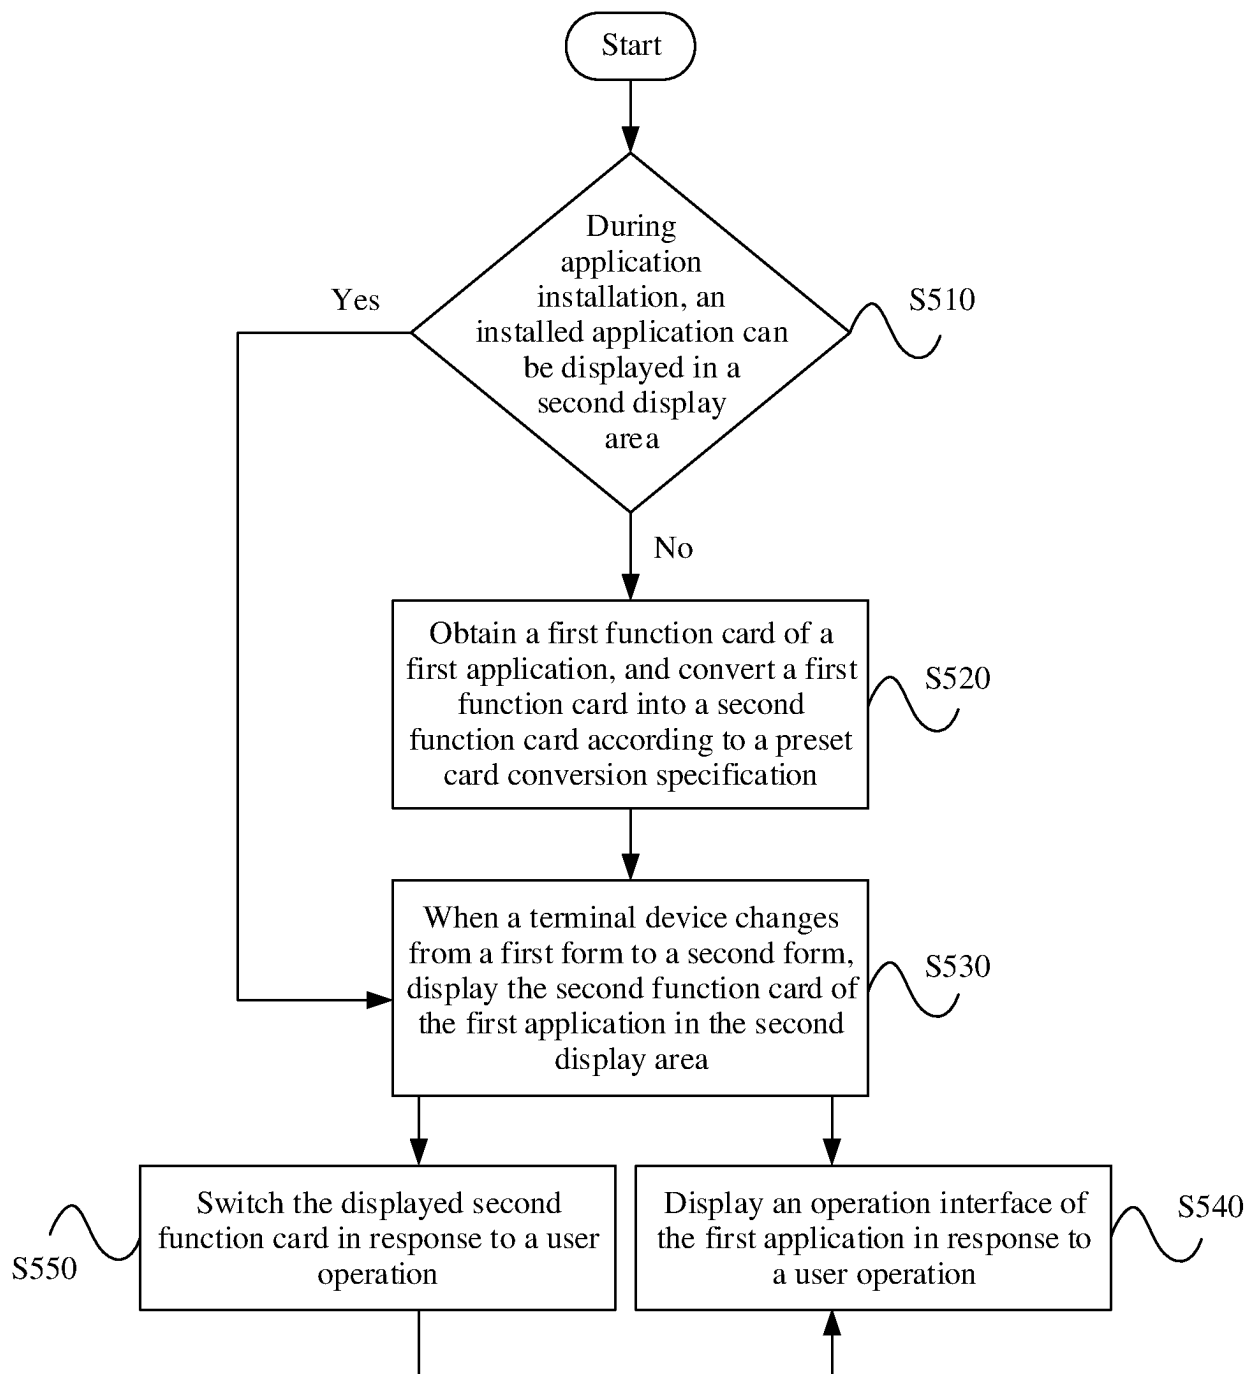 Start
During
application
installation, an
installed application can
be displayed in a
second display
area
S510
Yes
No
Obtain a first function card of a
first application, and convert a first
function card into a second
function card according to a preset
card conversion specification
S520
When a terminal device changes
from a first form to a second form,
display the second function card of
the first application in the second
display area
S530
Switch the displayed second
function card in response to a user
operation
S550
Display an operation interface of
the first application in response to
a user operation
S540